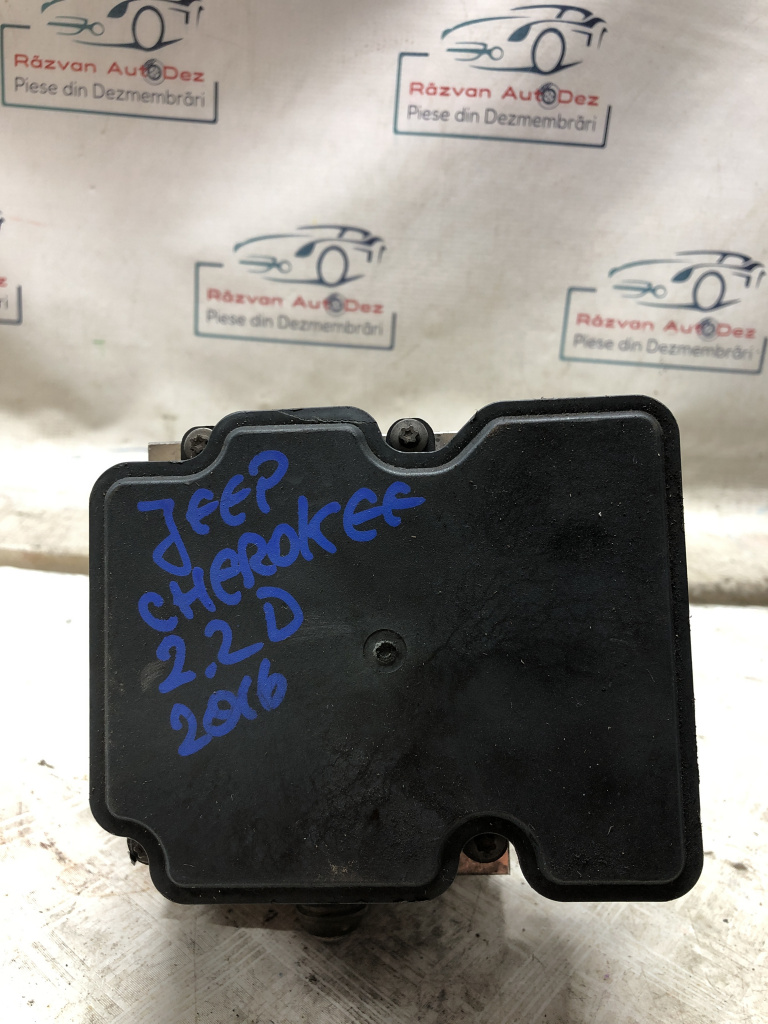 Răzvan AutoDez
Piese din Dezmembrări
Răzvan AutoDez
Piese din Dezmembrări
Răzvan AutoDez
Piese din Dezmembrări
Răzvan AutoDez
Piese din Dezmembrări
JEEP
CHEROKEE
2.2D
2016